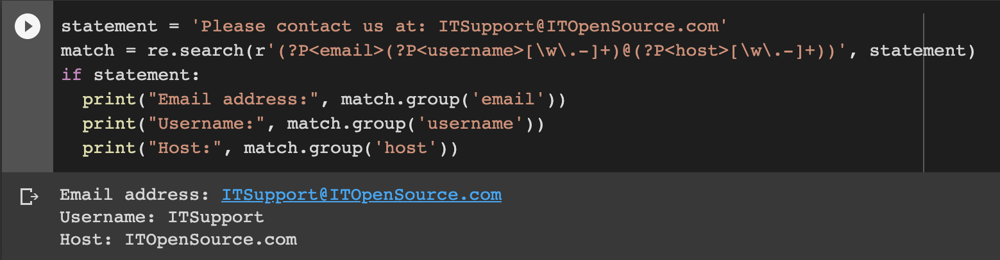 statement = 'Please contact us at: ITSupport@ITOpenSource.com'
match = re.search(r'(?P<email>(?P<username>[\w\.-]+)@(?P<host>[\w\.-]+))', statement)
if statement:
  print("Email address:", match.group('email'))
  print("Username:", match.group('username'))
  print("Host:", match.group('host'))
Email address: ITSupport@ITOpenSource.com
Username: ITSupport
Host: ITOpenSource.com